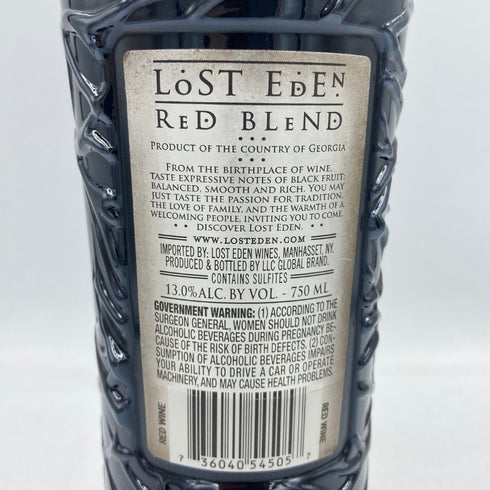 LOST EDEN
RED BLEND
PRODUCT OF THE COUNTRY OF GEORGIA
FROM THE BIRTHPLACE OF WINE,
TASTE EXPRESSIVE NOTES OF BLACK FRUIT:
BALANCED, SMOOTH AND RICH. YOU MAY
JUST TASTE THE PASSION FOR TRADITION,
THE LOVE OF FAMILY, AND THE WARMTH OF A
WELCOMING PEOPLE, INVITING YOU TO COME
DISCOVER LOST EDEN.
WWW.LOSTEDEN.COM
IMPORTED BY: LOST EDEN WINES, MANHASSET, NY.
PRODUCED & BOTTLED BY LLC GLOBAL BRAND.
CONTAINS SULFITES
13.0% ALC. BY VOL. - 750 ML
GOVERNMENT WARNING: (1) ACCORDING TO THE
SURGEON GENERAL, WOMEN SHOULD NOT DRINK
ALCOHOLIC BEVERAGES DURING PREGNANCY BE-
CAUSE OF THE RISK OF BIRTH DEFECTS. (2) CON-
SUMPTION OF ALCOHOLIC BEVERAGES IMPAIRS
YOUR ABILITY TO DRIVE A CAR OR OPERATE
MACHINERY, AND MAY CAUSE HEALTH PROBLEMS.
RED WINE
RED WINE
7 36040 54505 7